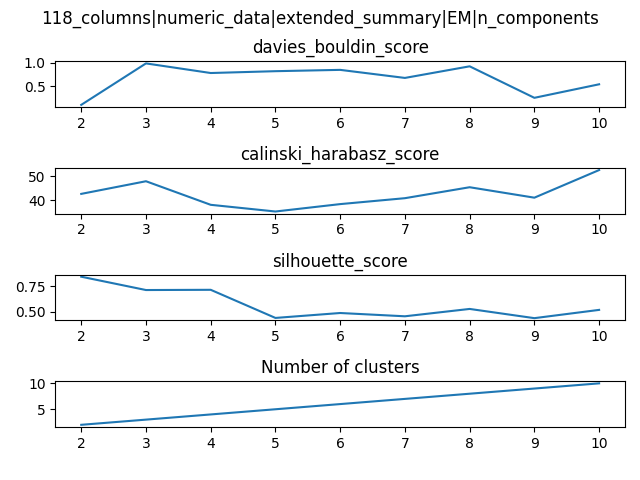 118_columns|numeric_data|extended_summary|EM|n_components
davies_bouldin_score
1.0
0.5
2 3 4 5 6 7 8 9 10
calinski_harabasz_score
50
40
2 3 4 5 6 7 8 9 10
silhouette_score
0.75
0.50
2 3 4 5 6 7 8 9 10
Number of clusters
10
5
2 3 4 5 6 7 8 9 10